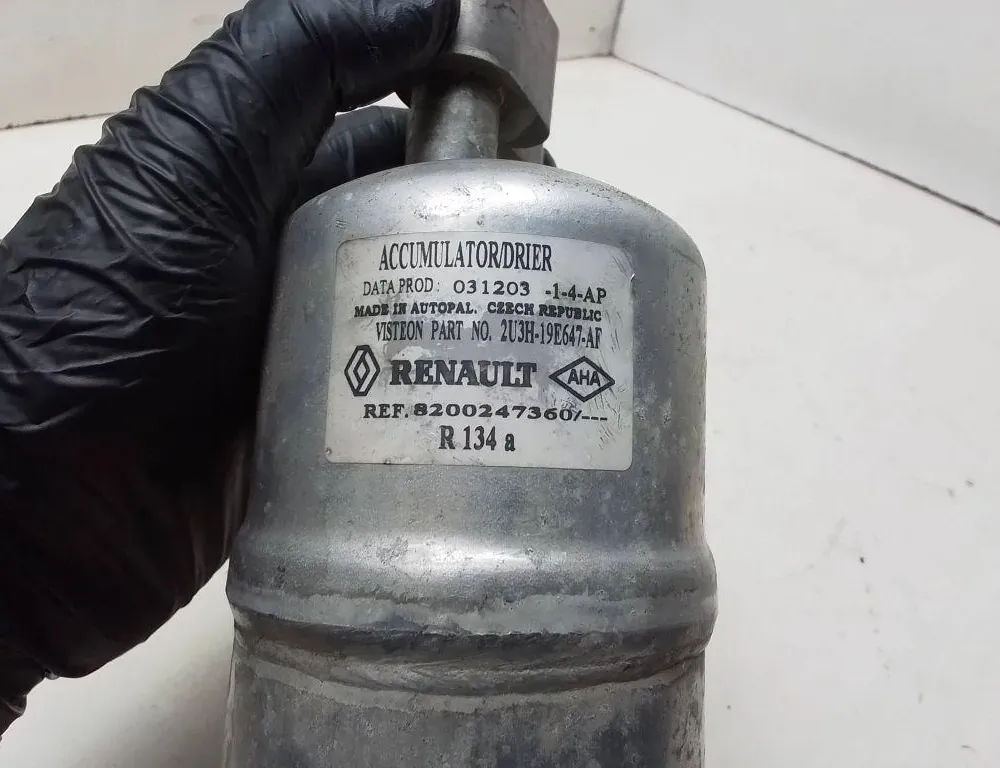 ACCUMULATOR/DRIER
DATA PROD: 031203 -1-4-AP
MADE IN AUTOPAL, CZECH REPUBLIC
VISTEON PART NO. 2U3H-19E647-AF
RENAULT AHA
REF. 8200247360/---
R 134 a